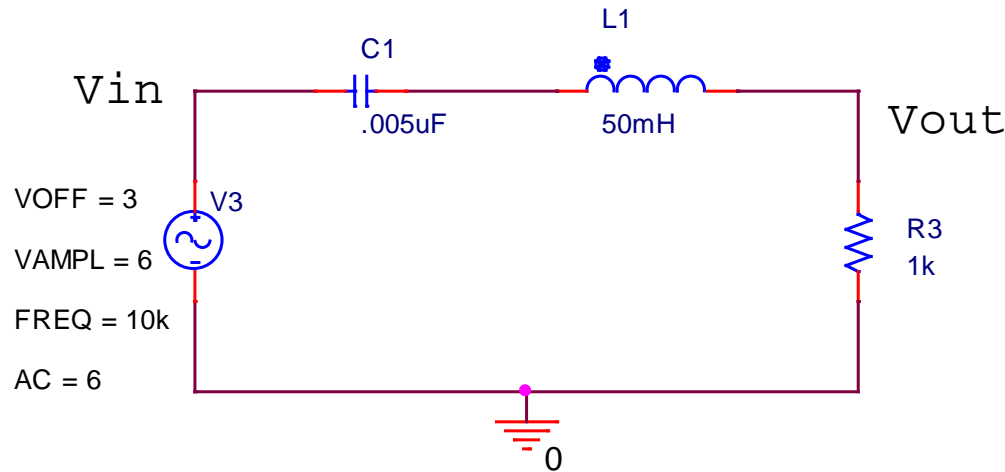 L1
C1
Vin
.005uF
50mH
Vout
VOFF = 3
V3
VAMPL = 6
R3
1k
FREQ = 10k
AC = 6
0